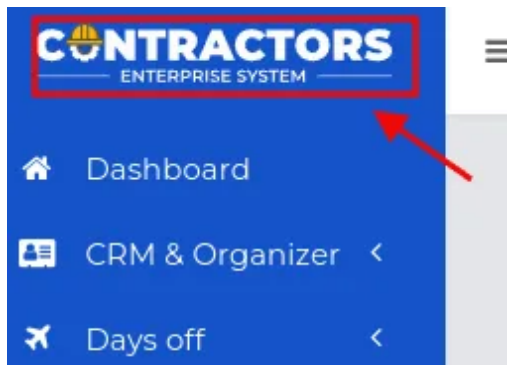 CONTRACTORS
ENTERPRISE SYSTEM
Dashboard
CRM & Organizer
Days off